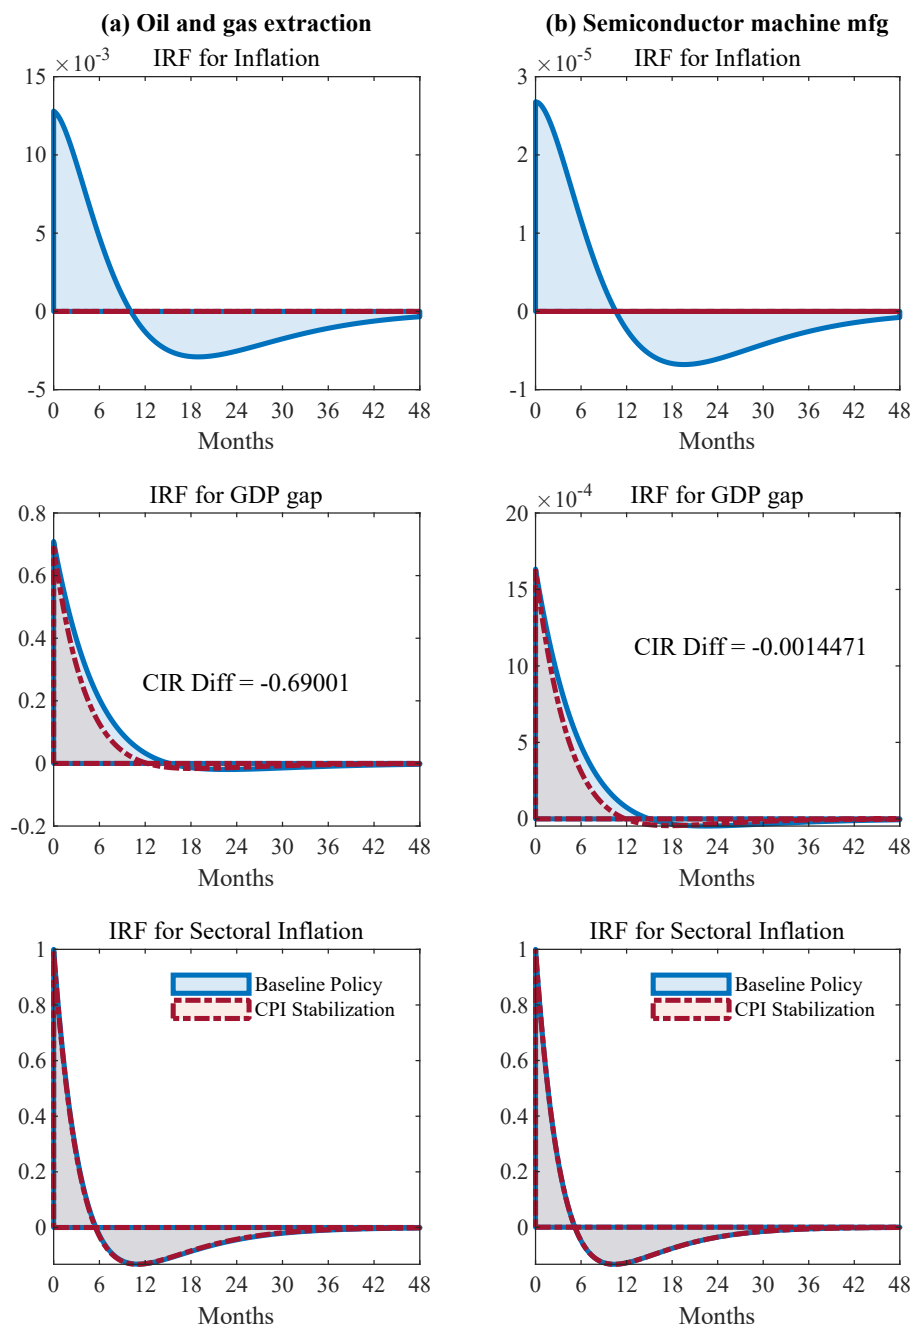 (a) Oil and gas extraction
×10-3
IRF for Inflation
15
10
5
0
-5
0 6 12 18 24 30 36 42 48
Months
(b) Semiconductor machine mfg
×10-5
IRF for Inflation
3
2
1
0
-1
0 6 12 18 24 30 36 42 48
Months
IRF for GDP gap
0.8
0.6
0.4
0.2
0
-0.2
CIR Diff = -0.69001
0 6 12 18 24 30 36 42 48
Months
×10-4
IRF for GDP gap
20
15
10
5
0
CIR Diff = -0.0014471
0 6 12 18 24 30 36 42 48
Months
IRF for Sectoral Inflation
1
0.8
0.6
0.4
0.2
0
Baseline Policy
CPI Stabilization
0 6 12 18 24 30 36 42 48
Months
IRF for Sectoral Inflation
1
0.8
0.6
0.4
0.2
0
Baseline Policy
CPI Stabilization
0 6 12 18 24 30 36 42 48
Months